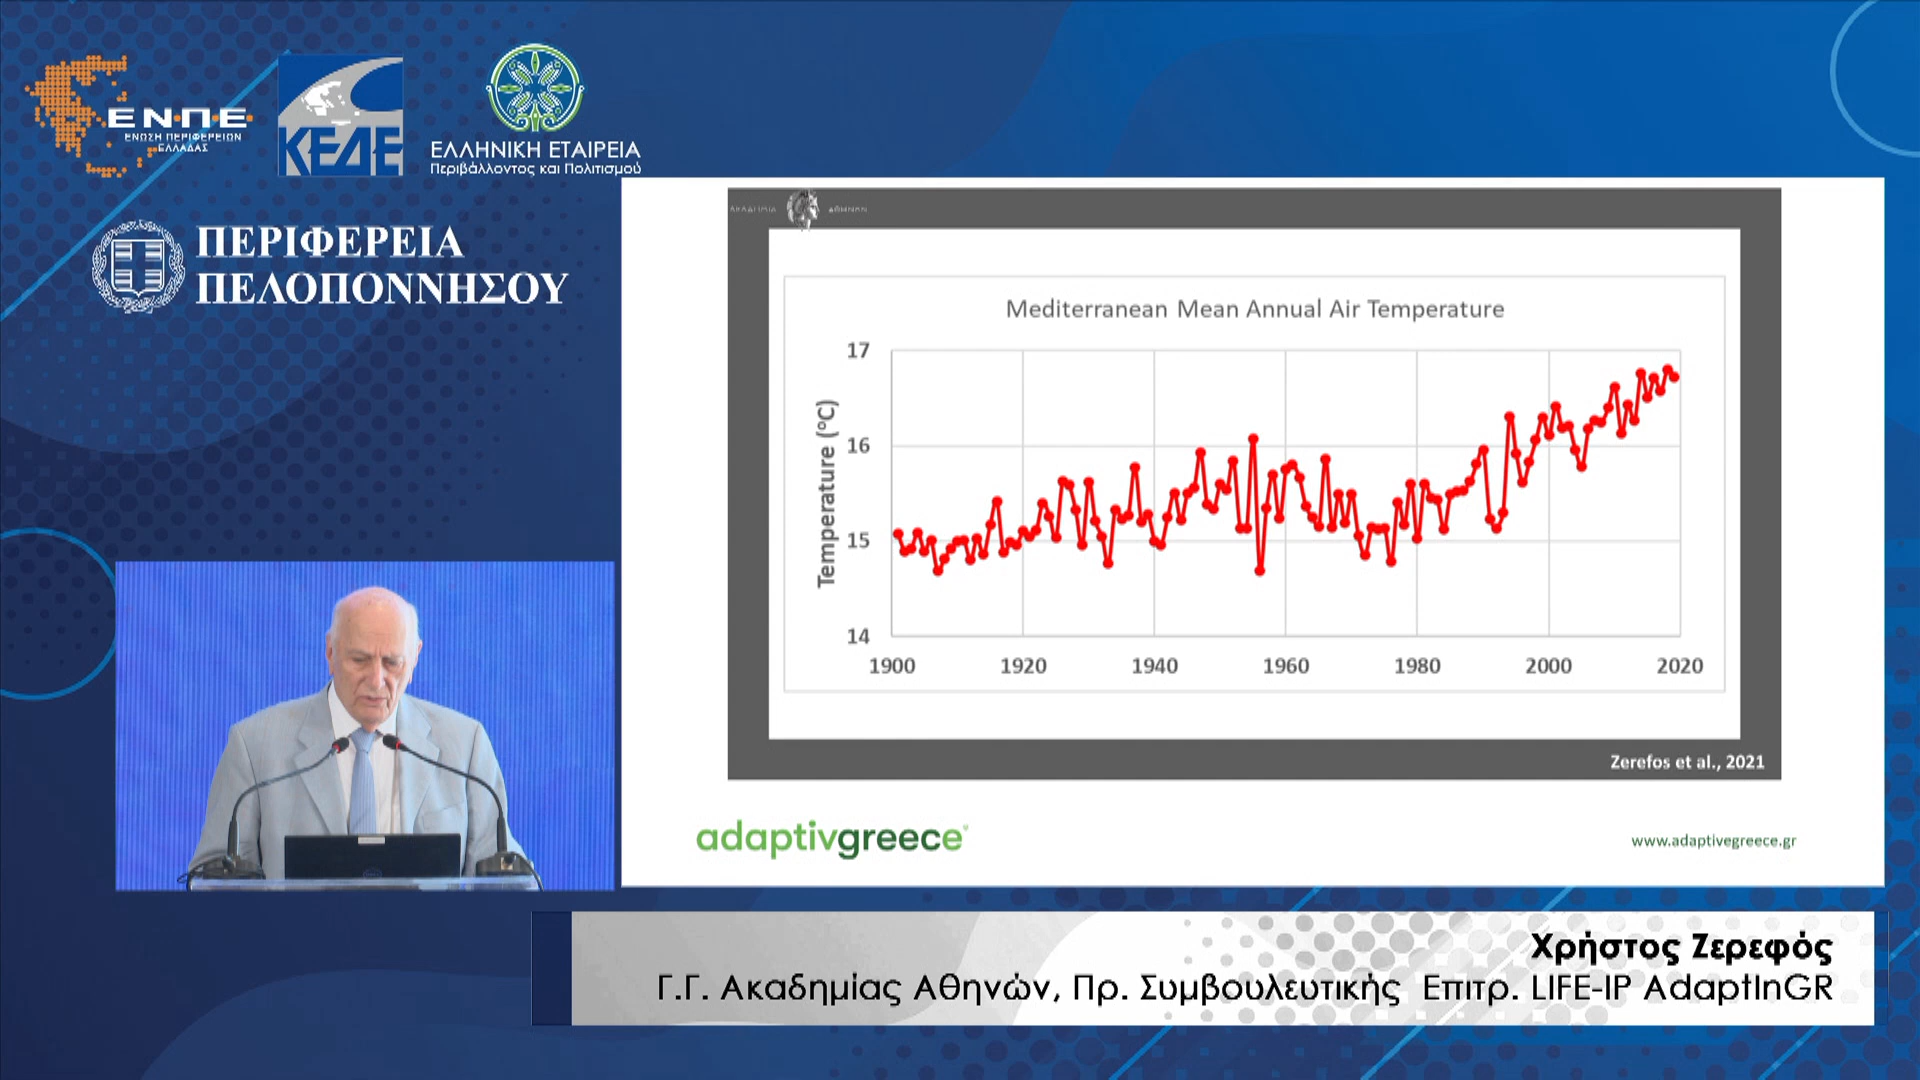 Ε·Ν·Π·Ε·
ΕΝΩΣΗ ΠΕΡΙΦΕΡΕΙΩΝ
ΕΛΛΑΔΑΣ
ΚΕΔΕ
ΕΛΛΗΝΙΚΗ ΕΤΑΙΡΕΙΑ
Περιβάλλοντος και Πολιτισμού
ΠΕΡΙΦΕΡΕΙΑ
ΠΕΛΟΠΟΝΝΗΣΟΥ
ΑΚΑΔΗΜΙΑ ΑΘΗΝΩΝ
Mediterranean Mean Annual Air Temperature
Temperature (°C)
17
16
15
14
1900 1920 1940 1960 1980 2000 2020
Zerefos et al., 2021
adaptivgreece
www.adaptivegreece.gr
Χρήστος Ζερεφός
Γ.Γ. Ακαδημίας Αθηνών, Πρ. Συμβουλευτικής Επιτρ. LIFE-IP AdaptInGR